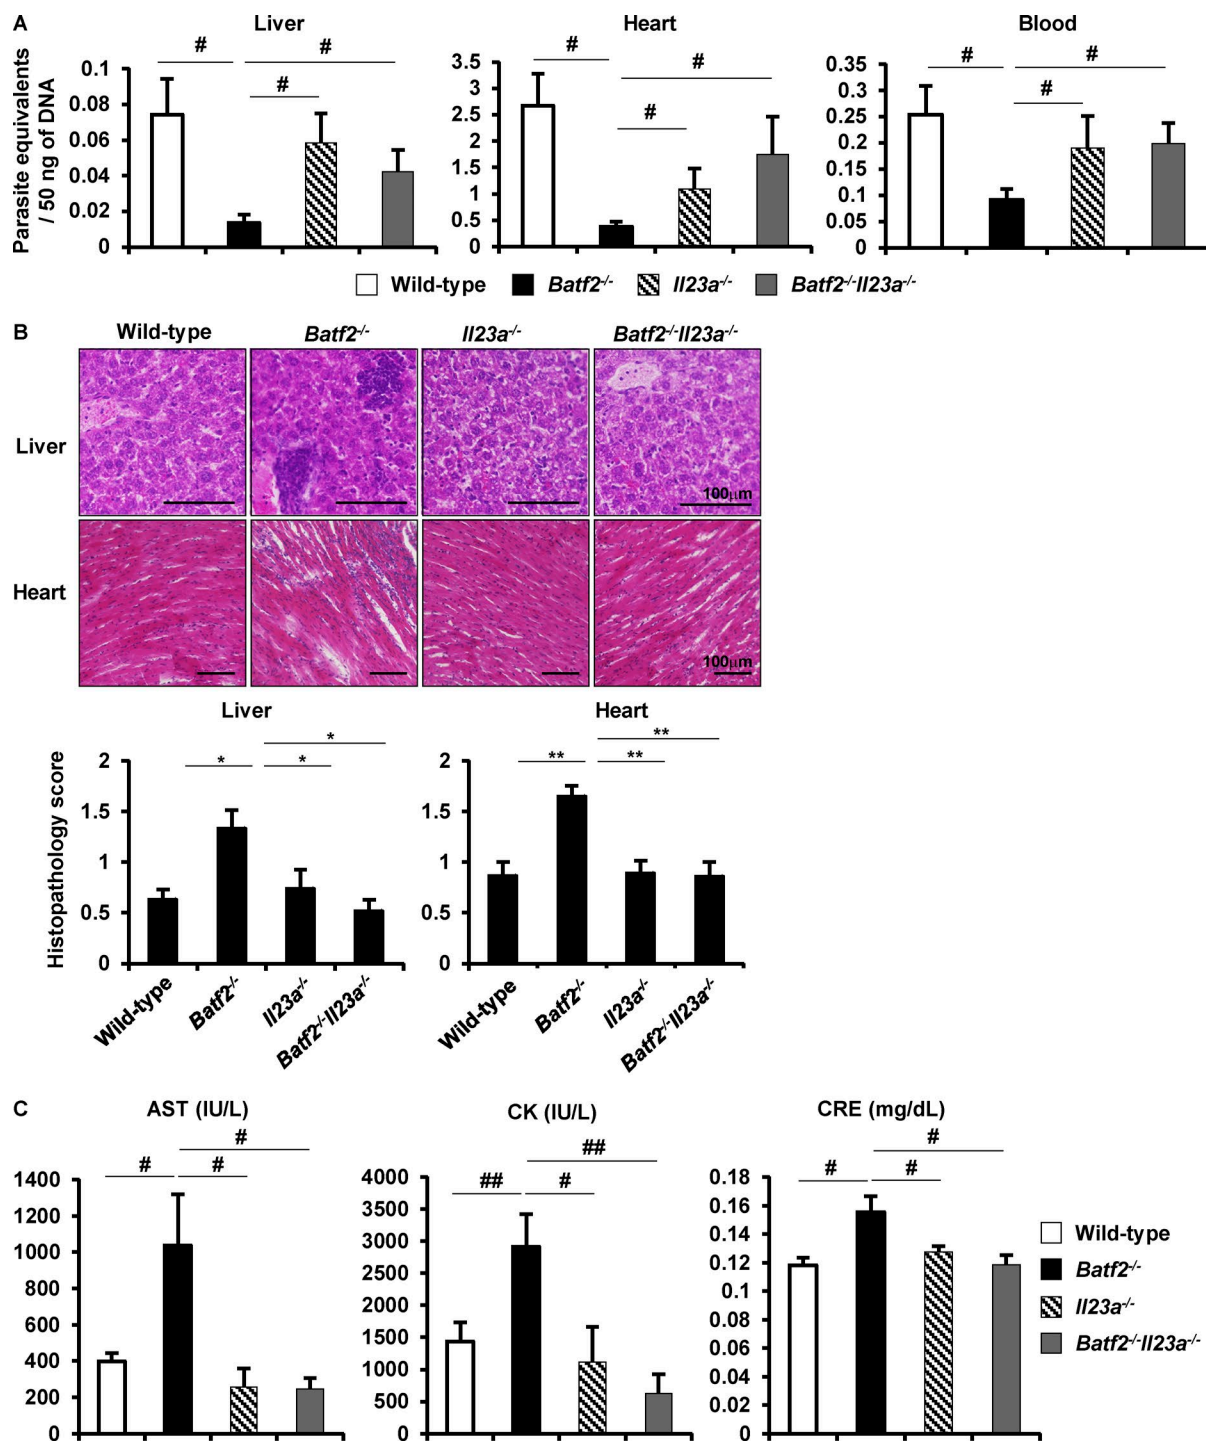 A
Liver
Heart
Blood
Parasite equivalents
/ 50 ng of DNA
# # #
# # #
# # #
0.1
0.08
0.06
0.04
0.02
0
3.5
3
2.5
2
1.5
1
0.5
0
0.35
0.3
0.25
0.2
0.15
0.1
0.05
0
Wild-type Batf2-/- Il23a-/- Batf2-/-Il23a-/-
B
Wild-type Batf2-/- Il23a-/- Batf2-/-Il23a-/-
Liver
100μm
Heart
100μm
Liver
Heart
Histopathology score
* * *
** ** **
2
1.5
1
0.5
0
2
1.5
1
0.5
0
Wild-type
Batf2-/-
Il23a-/-
Batf2-/-Il23a-/-
Wild-type
Batf2-/-
Il23a-/-
Batf2-/-Il23a-/-
C
AST (IU/L)
CK (IU/L)
CRE (mg/dL)
# # #
## # ##
# # #
1400
1200
1000
800
600
400
200
0
4000
3500
3000
2500
2000
1500
1000
500
0
0.18
0.16
0.14
0.12
0.1
0.08
0.06
0.04
0.02
0
Wild-type
Batf2-/-
Il23a-/-
Batf2-/-Il23a-/-